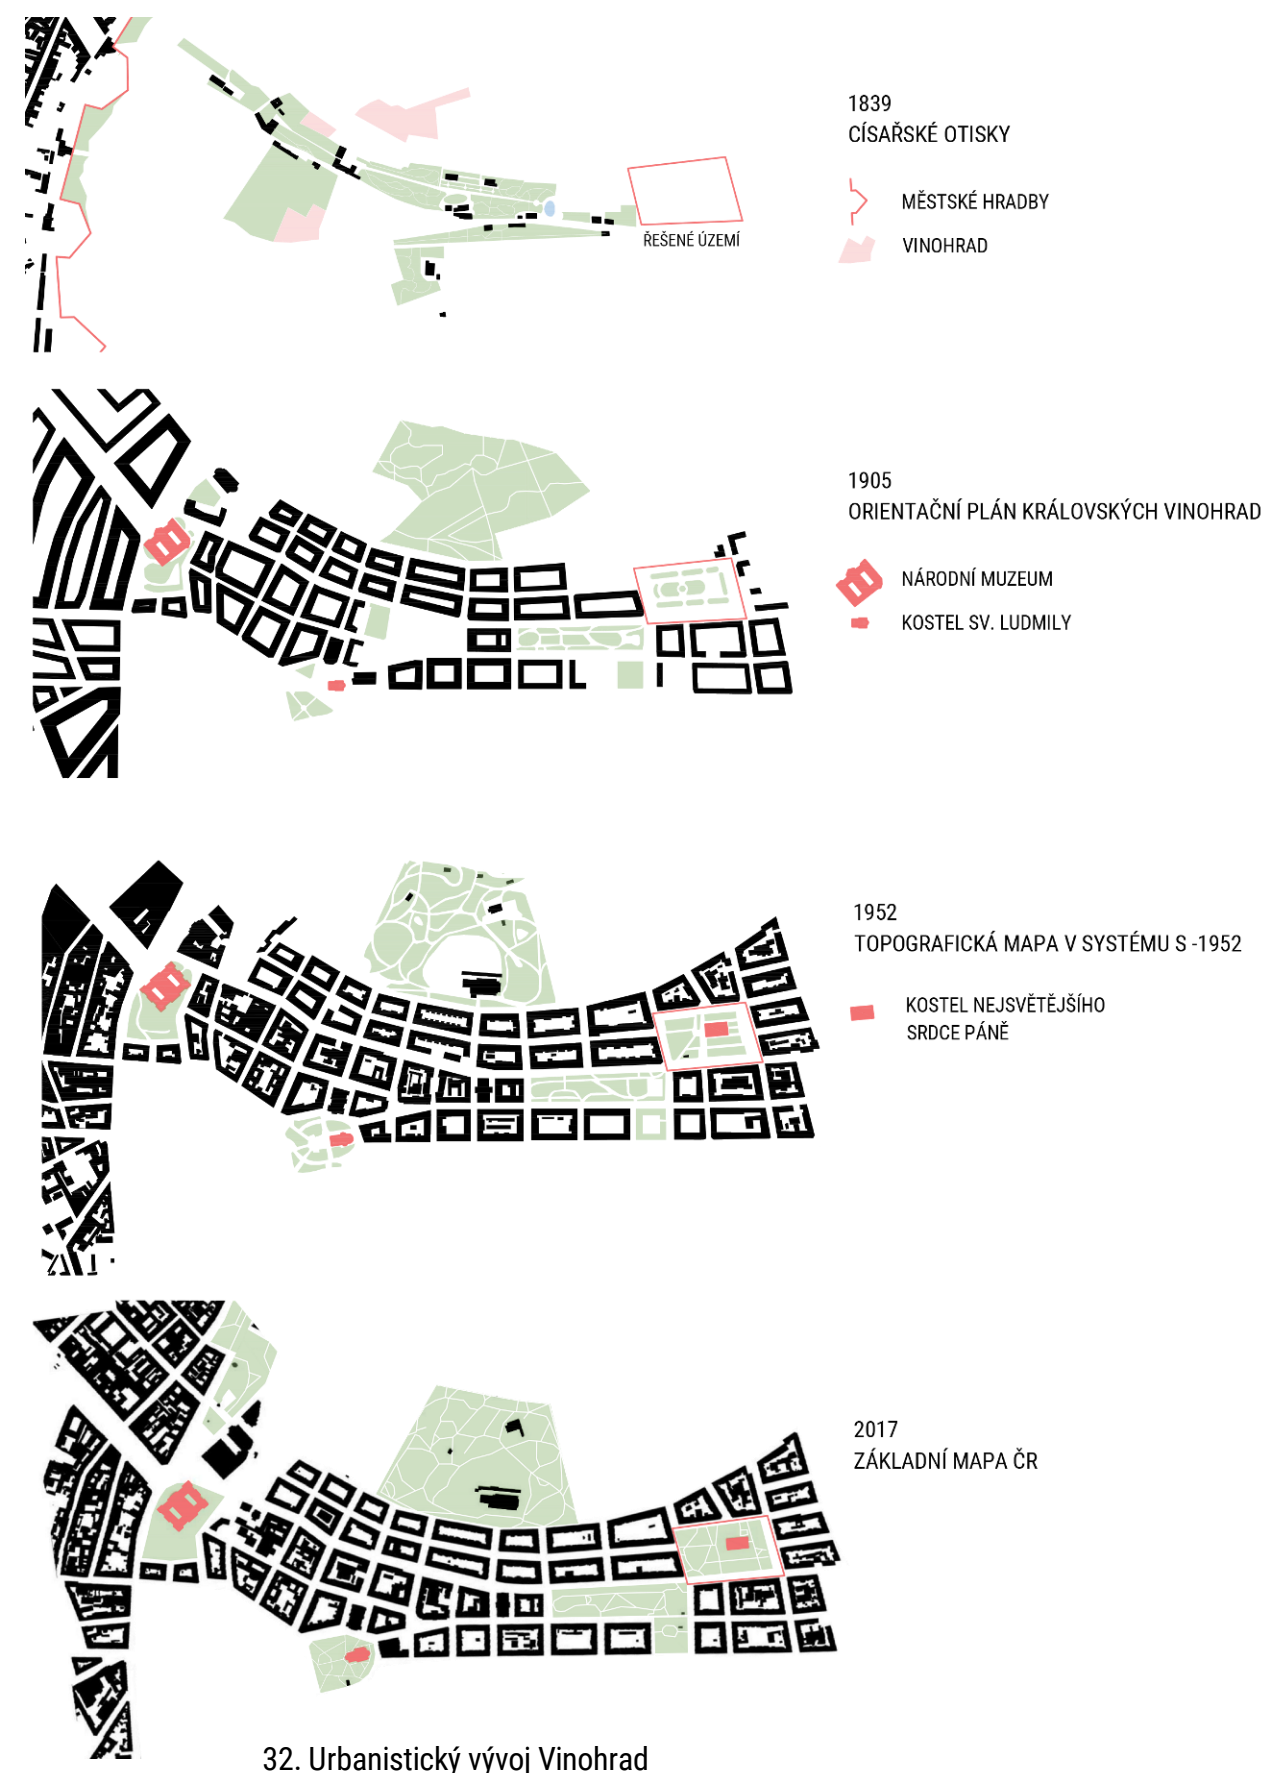 1839
CÍSAŘSKÉ OTISKY
MĚSTSKÉ HRADBY
VINOHRAD
ŘEŠENÉ ÚZEMÍ
1905
ORIENTAČNÍ PLÁN KRÁLOVSKÝCH VINOHRAD
NÁRODNÍ MUZEUM
KOSTEL SV. LUDMILY
1952
TOPOGRAFICKÁ MAPA V SYSTÉMU S -1952
KOSTEL NEJSVĚTĚJŠÍHO
SRDCE PÁNĚ
2017
ZÁKLADNÍ MAPA ČR
32. Urbanistický vývoj Vinohrad